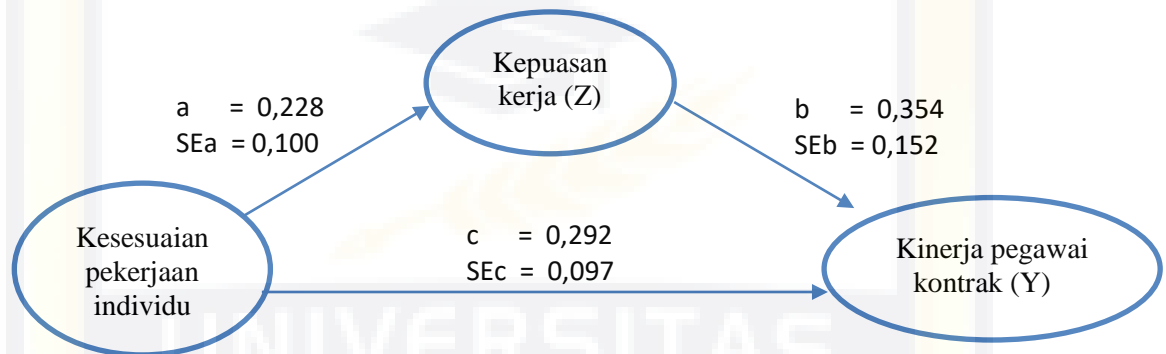 Kepuasan
kerja (Z)
a = 0,228
SEa = 0,100
b = 0,354
SEb = 0,152
Kesesuaian
pekerjaan
individu
c = 0,292
SEc = 0,097
Kinerja pegawai
kontrak (Y)
UNIVERSITAS